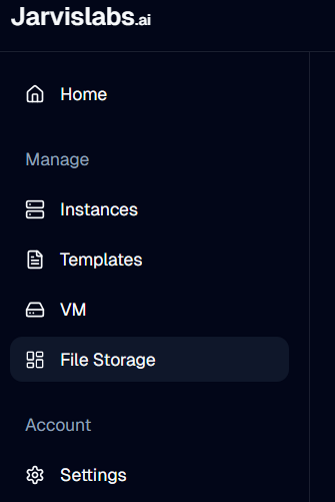 Jarvislabs.ai
Home
Manage
Instances
Templates
VM
File Storage
Account
Settings